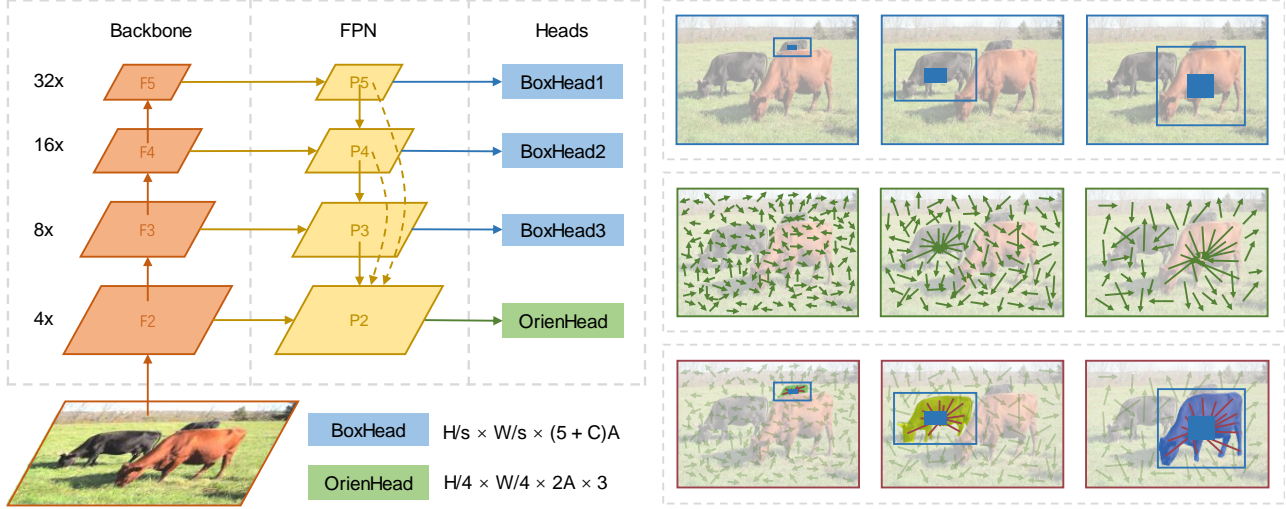 Backbone FPN Heads
32x F5 P5 BoxHead1
16x F4 P4 BoxHead2
8x F3 P3 BoxHead3
4x F2 P2 OrienHead
BoxHead H/s × W/s × (5 + C)A
OrienHead H/4 × W/4 × 2A × 3